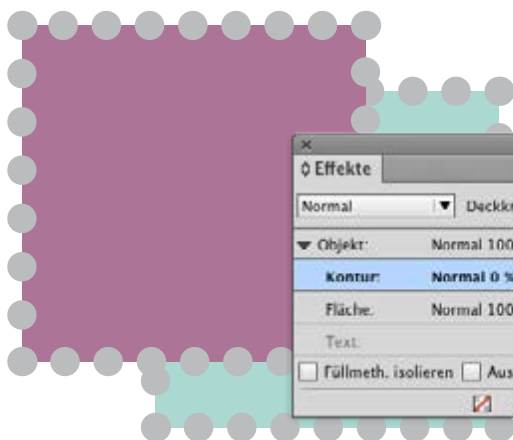 Effekte
Normal
Objekt: Normal 100
Kontur: Normal 0 %
Fläche: Normal 100
Text:
Füllmeth. isolieren